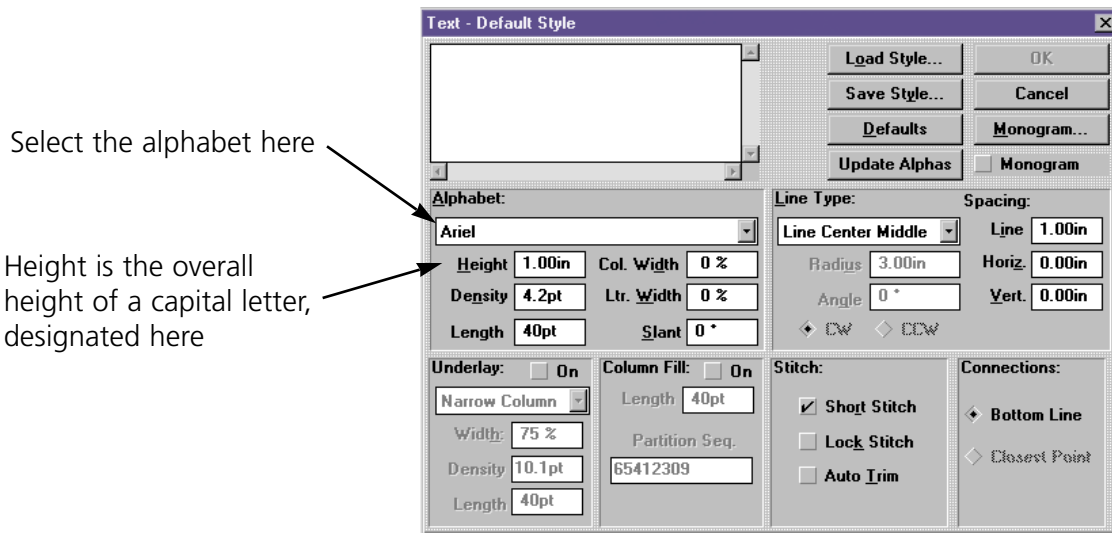 Text - Default Style
Load Style...
OK
Save Style...
Cancel
Defaults
Monogram...
Update Alphas
Monogram
Select the alphabet here
Height is the overall
height of a capital letter,
designated here
Alphabet:
Ariel
Height 1.00in Col. Width 0 %
Density 4.2pt Ltr. Width 0 %
Length 40pt Slant 0 °
Line Type:
Spacing:
Line Center Middle
Line 1.00in
Radius 3.00in
Horiz. 0.00in
Angle 0 °
Vert. 0.00in
CW CCW
Underlay: On
Narrow Column
Width: 75 %
Density 10.1pt
Length 40pt
Column Fill: On
Length 40pt
Partition Seq.
65412309
Stitch:
Short Stitch
Lock Stitch
Auto Trim
Connections:
Bottom Line
Closest Point